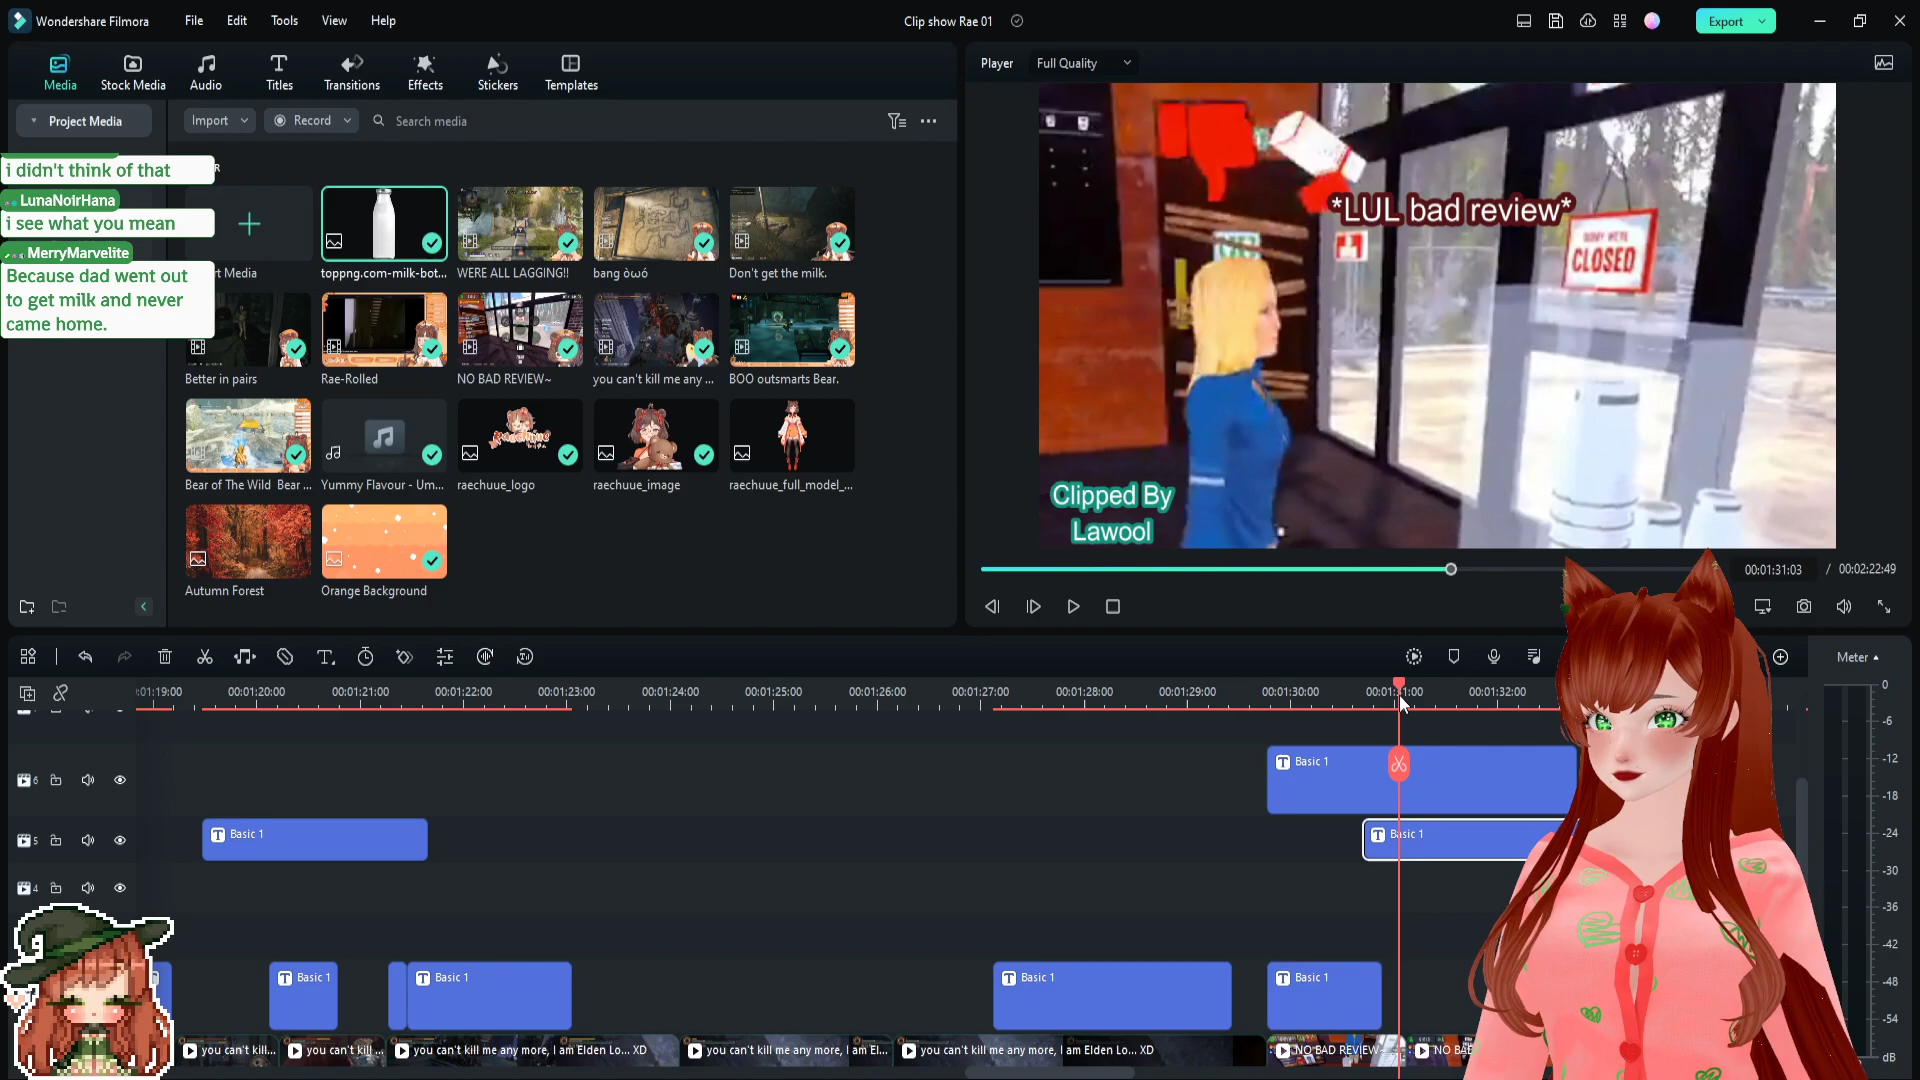 Wondershare Filmora
File
Edit
Tools
View
Help
Clip show Rae 01
Export
Media
Stock Media
Audio
Titles
Transitions
Effects
Stickers
Templates
Player
Full Quality
Project Media
Import
Record
Search media
i didn't think of that
LunaNoirHana
i see what you mean
MerryMarvelite
Because dad went out
to get milk and never
came home.
toppng.com-milk-bot...
WERE ALL LAGGING!!
bang òωó
Don't get the milk.
Better in pairs
Rae-Rolled
NO BAD REVIEW~
you can't kill me any ...
BOO outsmarts Bear.
Bear of The Wild Bear ...
Yummy Flavour - Um...
raechuue_logo
raechuue_image
raechuue_full_model_...
Autumn Forest
Orange Background
*LUL bad review*
SORRY WE'RE
CLOSED
Clipped By
Lawool
00:01:31:03 / 00:02:22:49
Meter
01:19:00
00:01:20:00
00:01:21:00
00:01:22:00
00:01:23:00
00:01:24:00
00:01:25:00
00:01:26:00
00:01:27:00
00:01:28:00
00:01:29:00
00:01:30:00
00:01:31:00
00:01:32:00
6
Basic 1
5
Basic 1
Basic 1
4
Basic 1
Basic 1
Basic 1
Basic 1
you can't kill...
you can't kill ...
you can't kill me any more, I am Elden Lo... XD
you can't kill me any more, I am El...
you can't kill me any more, I am Elden Lo... XD
NO BAD REVIEW~
0
-6
-12
-18
-24
-30
-36
-42
-48
-54
dB